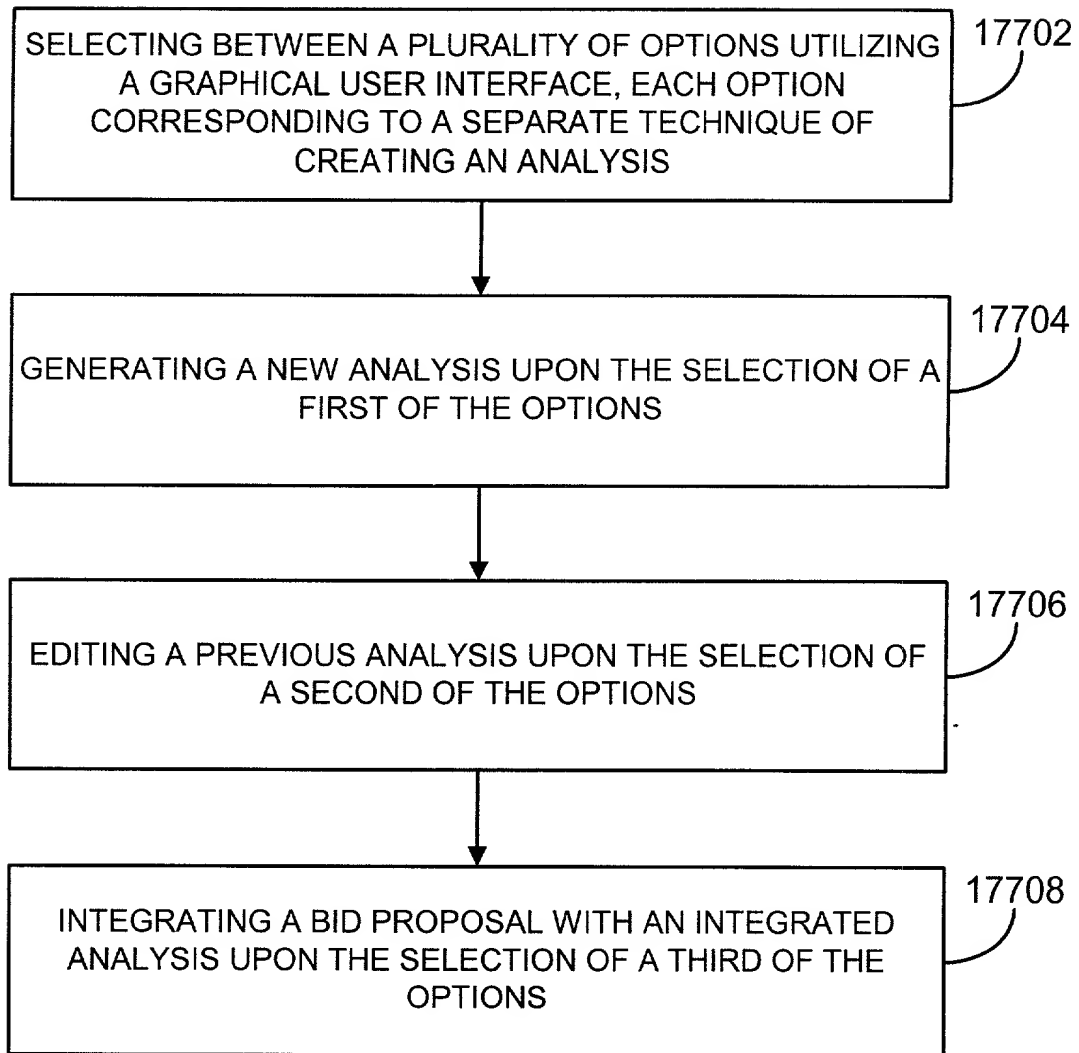 SELECTING BETWEEN A PLURALITY OF OPTIONS UTILIZING
A GRAPHICAL USER INTERFACE, EACH OPTION
CORRESPONDING TO A SEPARATE TECHNIQUE OF
CREATING AN ANALYSIS
17702
GENERATING A NEW ANALYSIS UPON THE SELECTION OF A
FIRST OF THE OPTIONS
17704
EDITING A PREVIOUS ANALYSIS UPON THE SELECTION OF
A SECOND OF THE OPTIONS
17706
INTEGRATING A BID PROPOSAL WITH AN INTEGRATED
ANALYSIS UPON THE SELECTION OF A THIRD OF THE
OPTIONS
17708